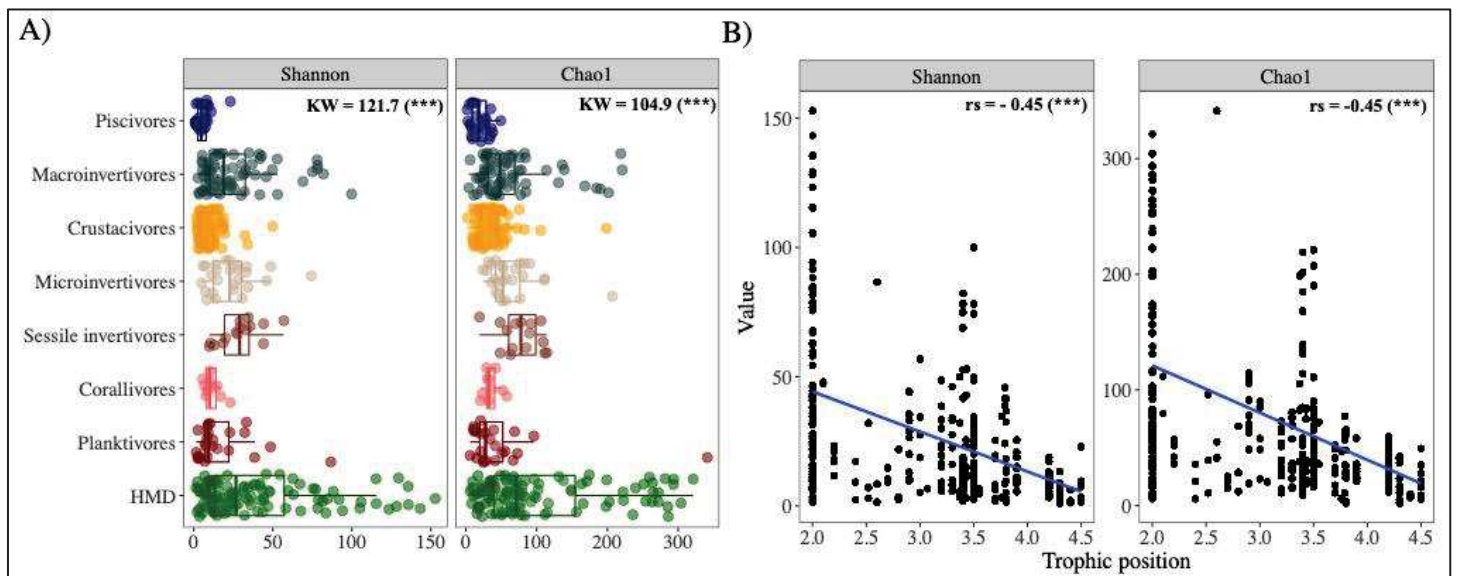 A)
B)
Shannon
Chao1
KW = 121.7 (***)
KW = 104.9 (***)
Piscivores
Macroinvertivores
Crustacivores
Microinvertivores
Sessile invertivores
Corallivores
Planktivores
HMD
0
50
100
150
0
100
200
300
Shannon
Chao1
rs = - 0.45 (***)
rs = -0.45 (***)
Value
150
100
50
0
300
200
100
0
2.0
2.5
3.0
3.5
4.0
4.5
2.0
2.5
3.0
3.5
4.0
4.5
Trophic position